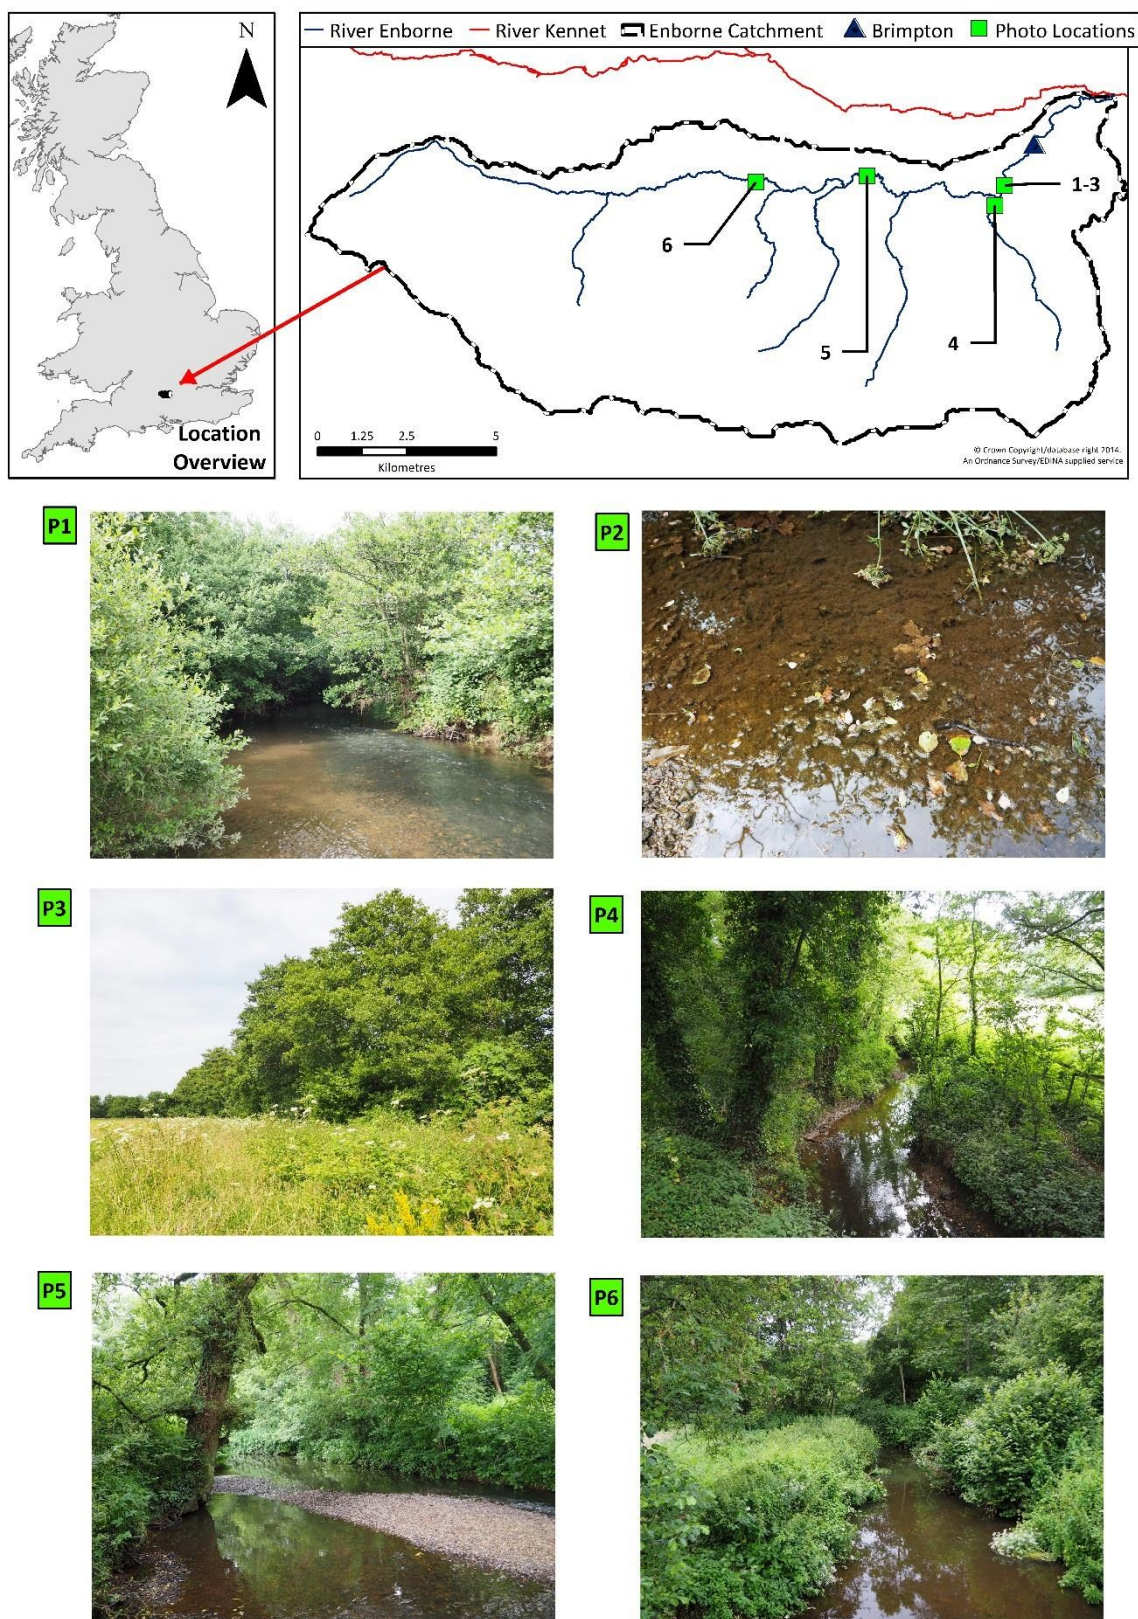 N
Location
Overview
River Enborne River Kennet Enborne Catchment Brimpton Photo Locations
1-3
6
5
4
0 1.25 2.5 5
Kilometres
© Crown Copyright/database right 2014.
An Ordnance Survey/EDINA supplied service
P1
P2
P3
P4
P5
P6